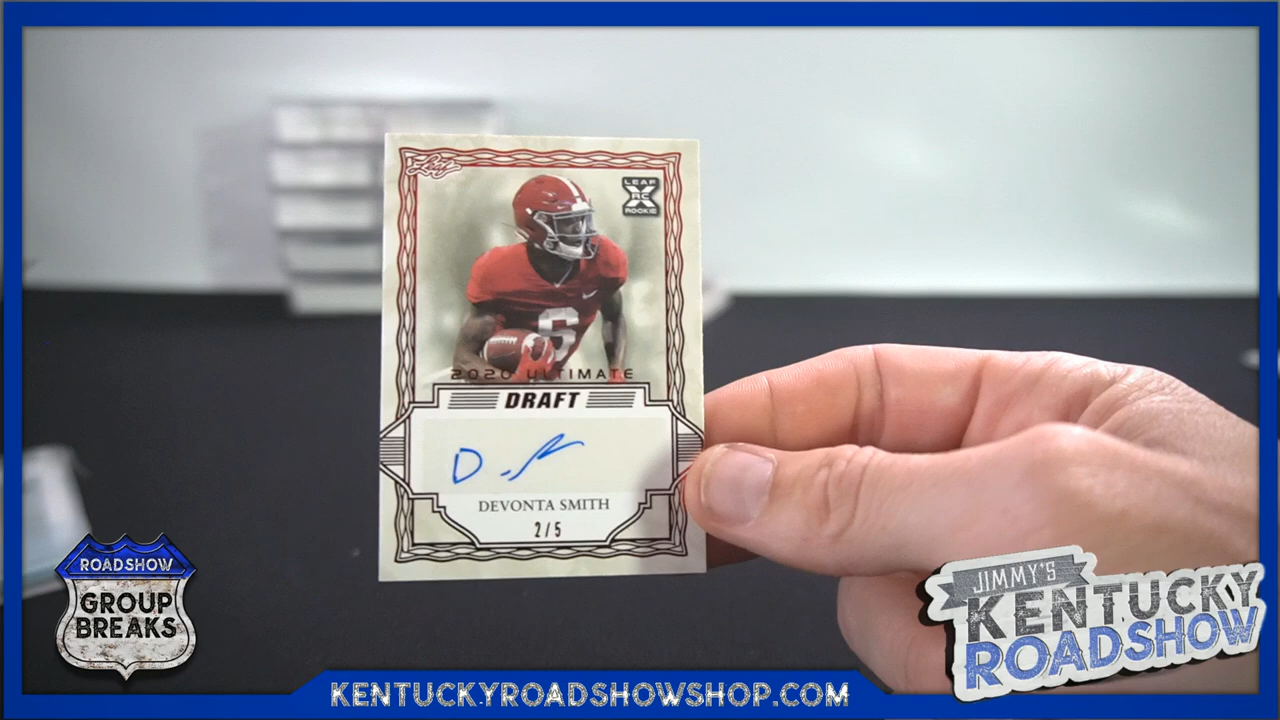 Leaf
LEAF
RC
ROOKIE
6
2020 ULTIMATE
DRAFT
DEVONTA SMITH
2/5
ROADSHOW
GROUP
BREAKS
JIMMY'S
KENTUCKY
ROADSHOW
KENTUCKYROADSHOWSHOP.COM